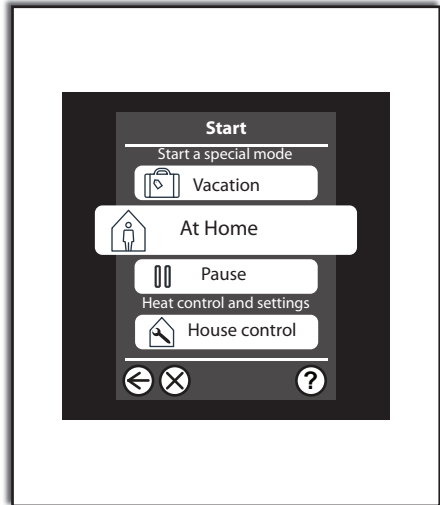 Start
Start a special mode
Vacation
At Home
Pause
Heat control and settings
House control
?